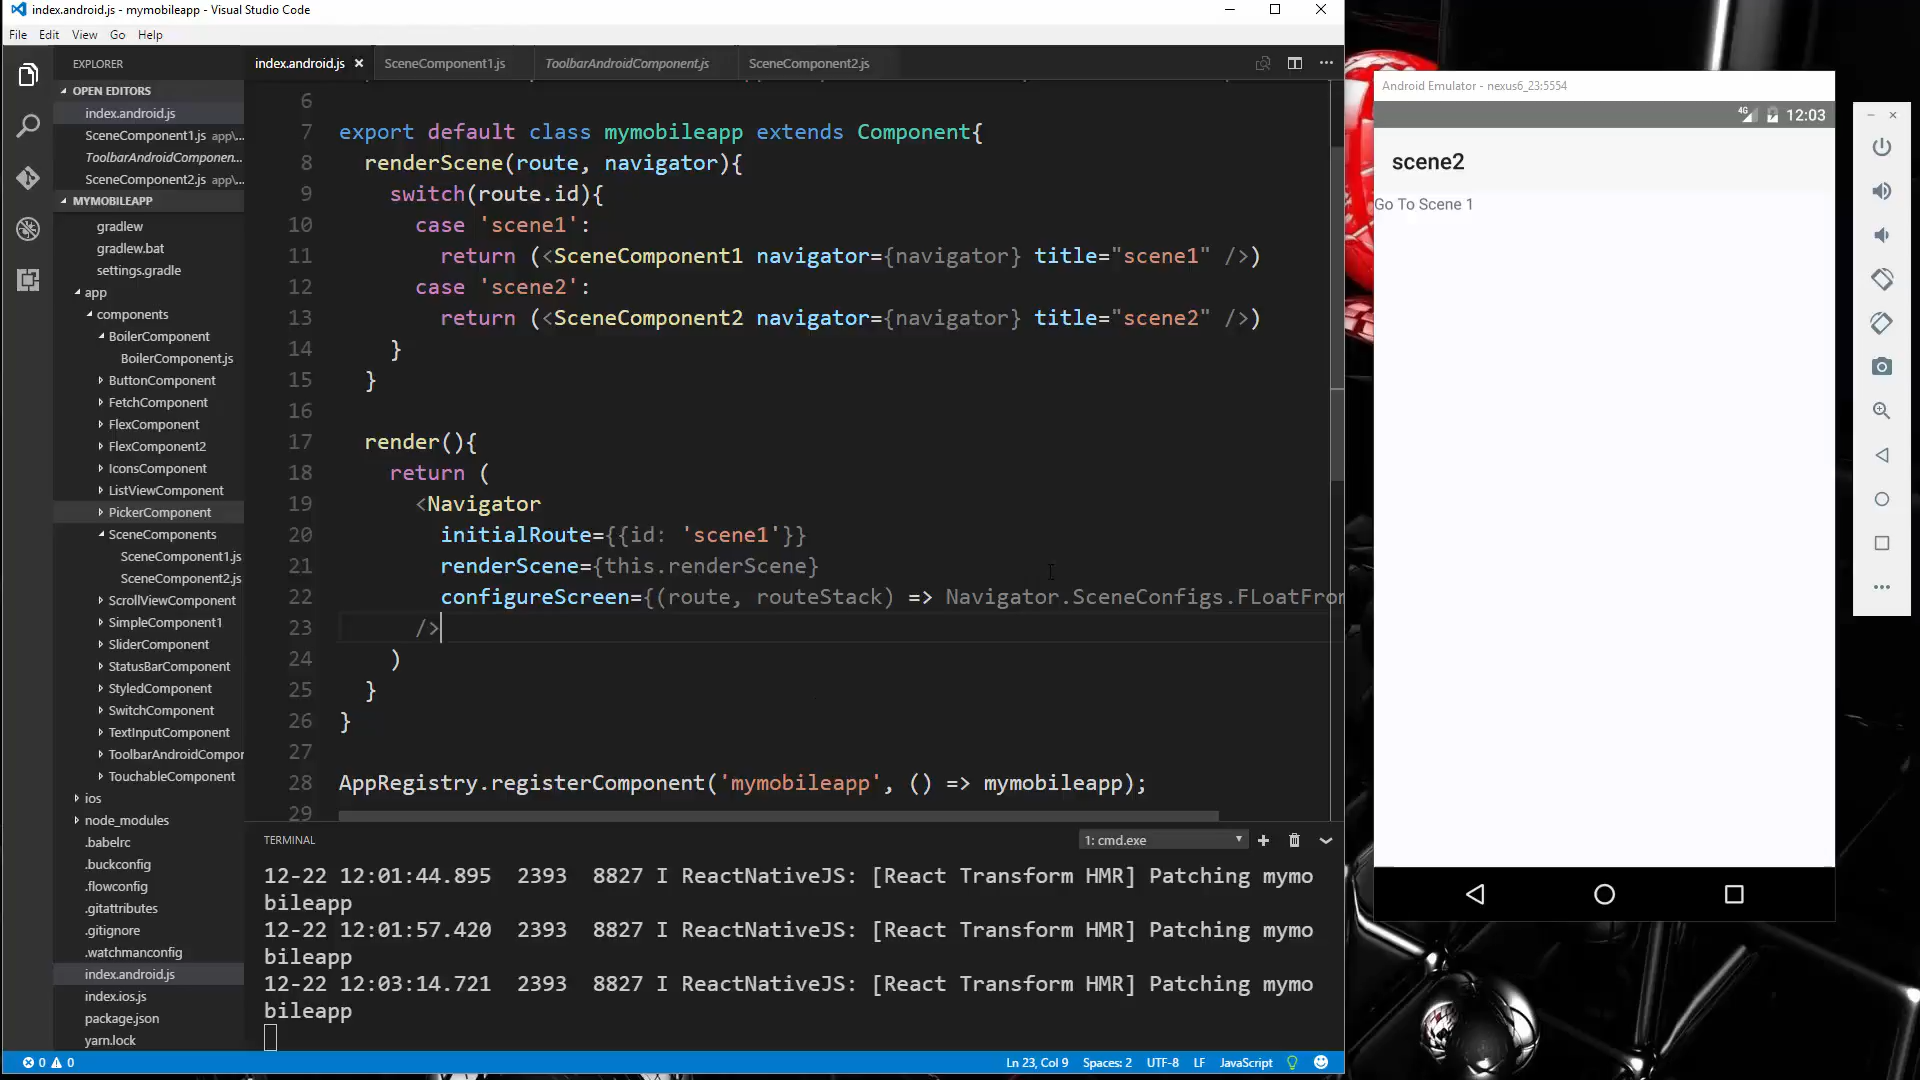 index.android.js - mymobileapp - Visual Studio Code
File Edit View Go Help
EXPLORER
OPEN EDITORS
index.android.js
SceneComponent1.js app\...
ToolbarAndroidComponen...
SceneComponent2.js app\...
MYMOBILEAPP
gradlew
gradlew.bat
settings.gradle
app
components
BoilerComponent
BoilerComponent.js
ButtonComponent
FetchComponent
FlexComponent
FlexComponent2
IconsComponent
ListViewComponent
PickerComponent
SceneComponents
SceneComponent1.js
SceneComponent2.js
ScrollViewComponent
SimpleComponent1
SliderComponent
StatusBarComponent
StyledComponent
SwitchComponent
TextInputComponent
ToolbarAndroidCompor
TouchableComponent
ios
node_modules
.babelrc
.buckconfig
.flowconfig
.gitattributes
.gitignore
.watchmanconfig
index.android.js
index.ios.js
package.json
yarn.lock
index.android.js SceneComponent1.js ToolbarAndroidComponent.js SceneComponent2.js
6
7 export default class mymobileapp extends Component{
8 renderScene(route, navigator){
9 switch(route.id){
10 case 'scene1':
11 return (<SceneComponent1 navigator={navigator} title="scene1" />)
12 case 'scene2':
13 return (<SceneComponent2 navigator={navigator} title="scene2" />)
14 }
15 }
16
17 render(){
18 return (
19 <Navigator
20 initialRoute={{id: 'scene1'}}
21 renderScene={this.renderScene}
22 configureScreen={(route, routeStack) => Navigator.SceneConfigs.FLoatFror
23 />
24 )
25 }
26 }
27
28 AppRegistry.registerComponent('mymobileapp', () => mymobileapp);
29
TERMINAL
1: cmd.exe
12-22 12:01:44.895 2393 8827 I ReactNativeJS: [React Transform HMR] Patching mymo
bileapp
12-22 12:01:57.420 2393 8827 I ReactNativeJS: [React Transform HMR] Patching mymo
bileapp
12-22 12:03:14.721 2393 8827 I ReactNativeJS: [React Transform HMR] Patching mymo
bileapp
0 0
Ln 23, Col 9 Spaces: 2 UTF-8 LF JavaScript
Android Emulator - nexus6_23:5554
4G 12:03
scene2
Go To Scene 1